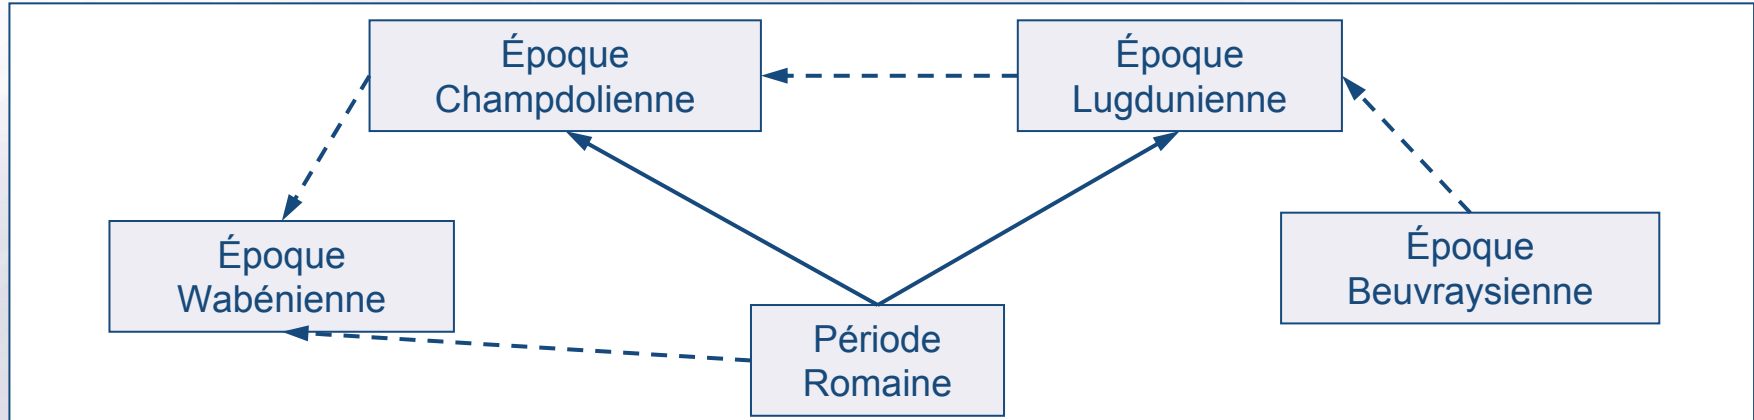 Époque
Champdolienne
Époque
Lugdunienne
Époque
Wabénienne
Époque
Beuvraysienne
Période
Romaine